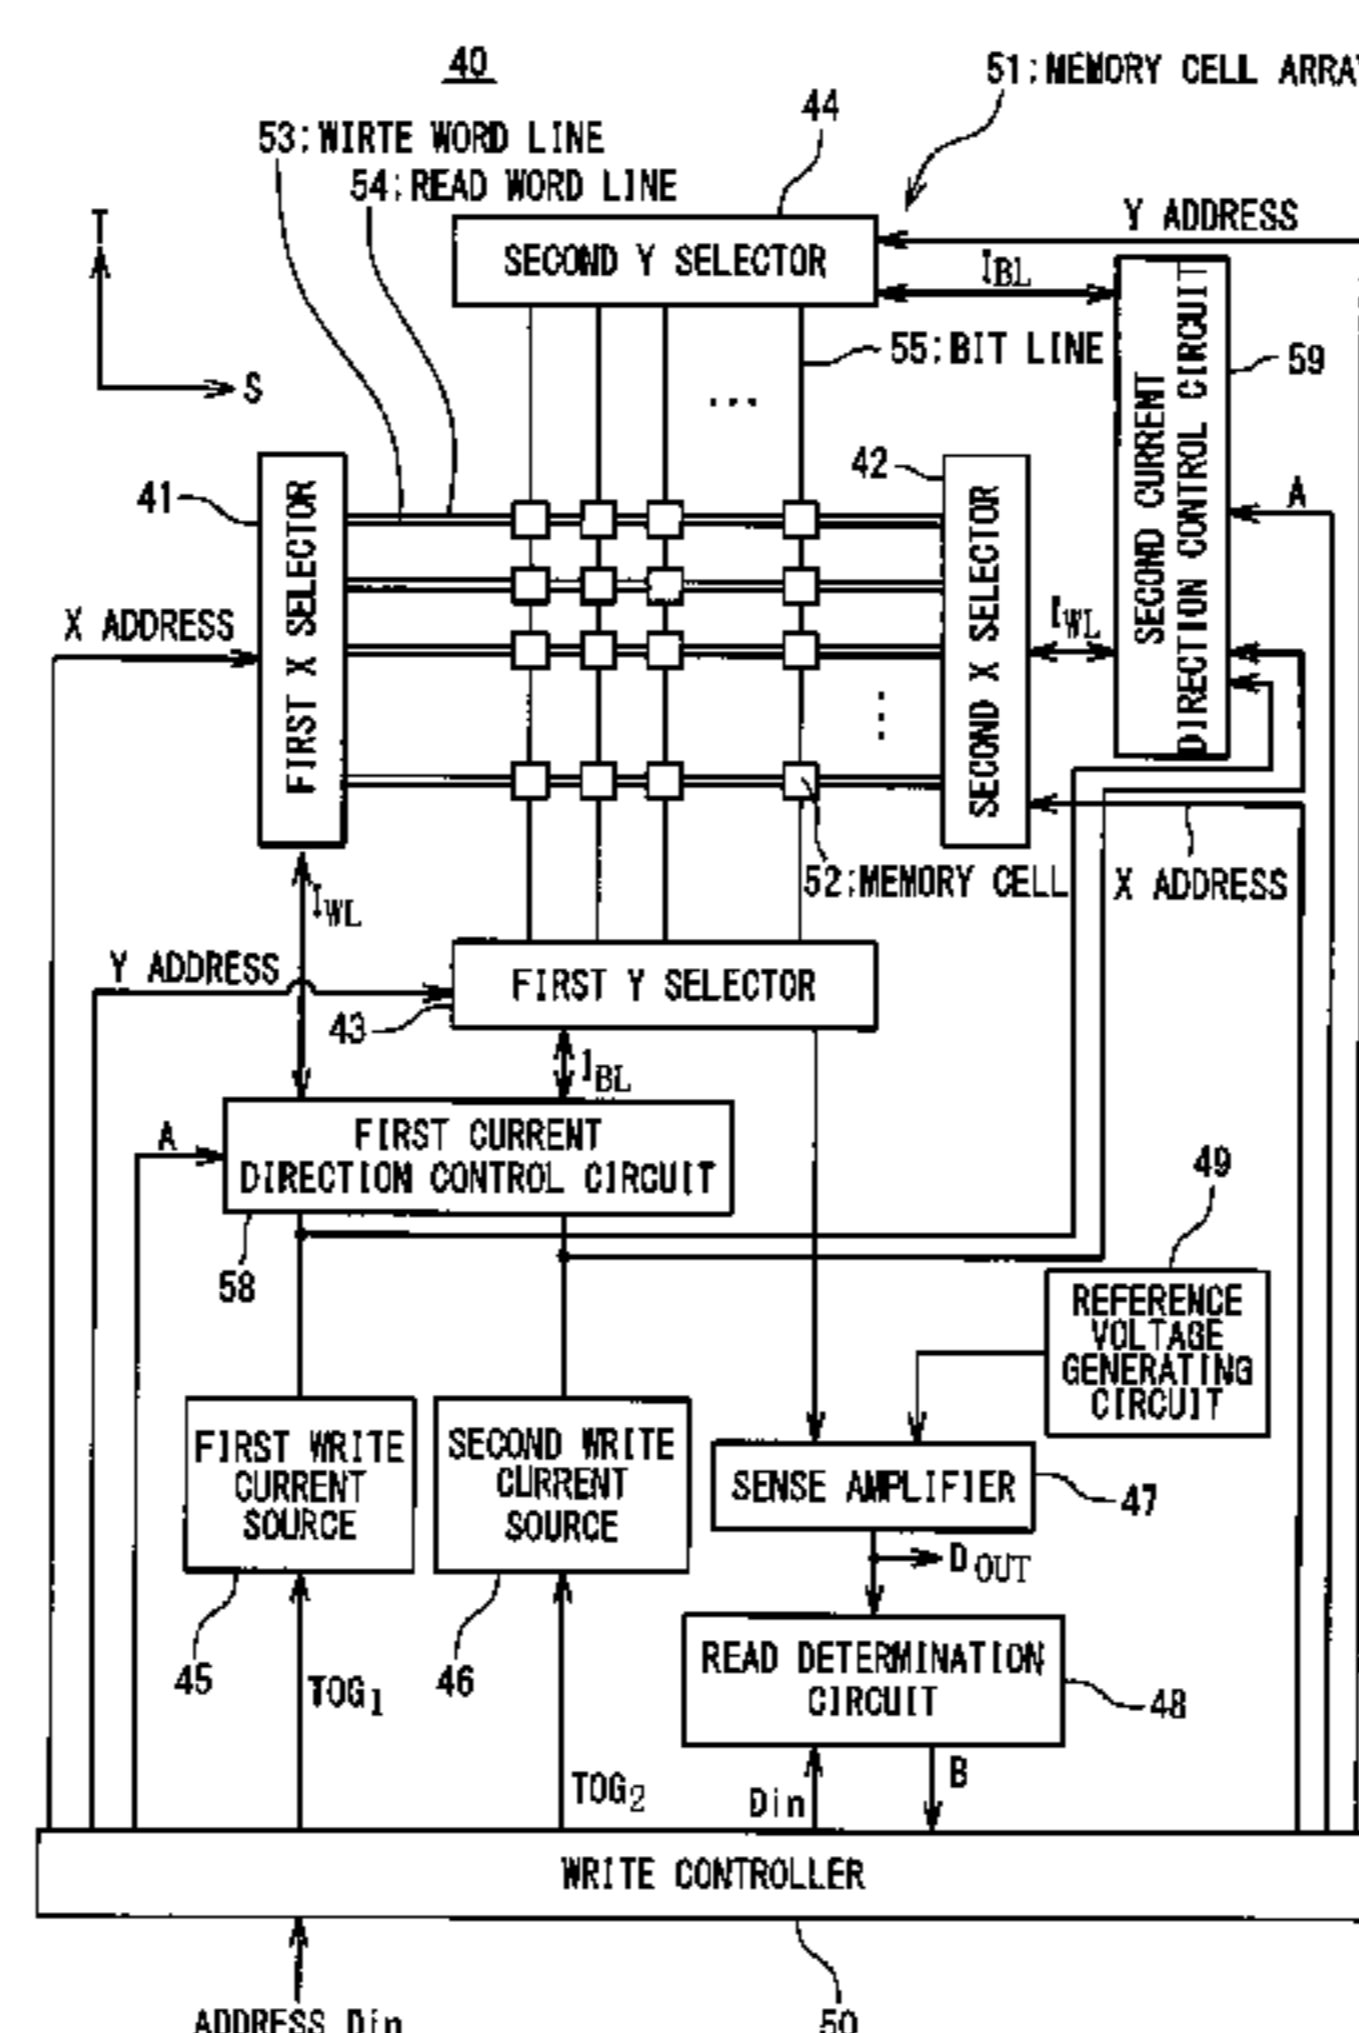 40
51:MEMORY CELL ARRA
44
53:WIRTE WORD LINE
54:READ WORD LINE
T
Y ADDRESS
SECOND Y SELECTOR
IBL
55:BIT LINE
59
S
...
SECOND CURRENT
DIRECTION CONTROL CIRCUIT
42
41
A
FIRST X SELECTOR
SECOND X SELECTOR
X ADDRESS
IWL
52:MEMORY CELL
X ADDRESS
IWL
Y ADDRESS
FIRST Y SELECTOR
43
IBL
A
FIRST CURRENT
DIRECTION CONTROL CIRCUIT
49
58
REFERENCE
VOLTAGE
GENERATING
CIRCUIT
FIRST WRITE
CURRENT
SOURCE
SECOND WRITE
CURRENT
SOURCE
SENSE AMPLIFIER
47
DOUT
45
TOG1
46
READ DETERMINATION
CIRCUIT
48
TOG2
Din
B
WRITE CONTROLLER
ADDRESS Din
50